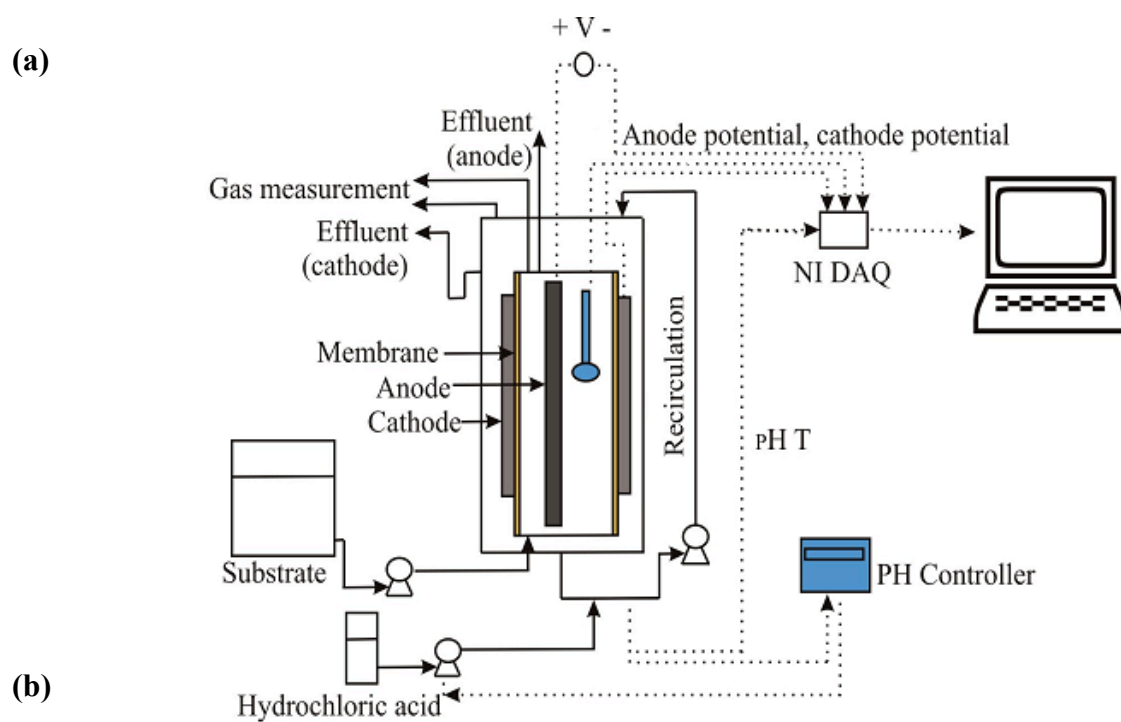 (a)
+ V -
Effluent
(anode)
Anode potential, cathode potential
Gas measurement
Effluent
(cathode)
NI DAQ
Membrane
Anode
Cathode
Recirculation
PH T
Substrate
PH Controller
(b)
Hydrochloric acid